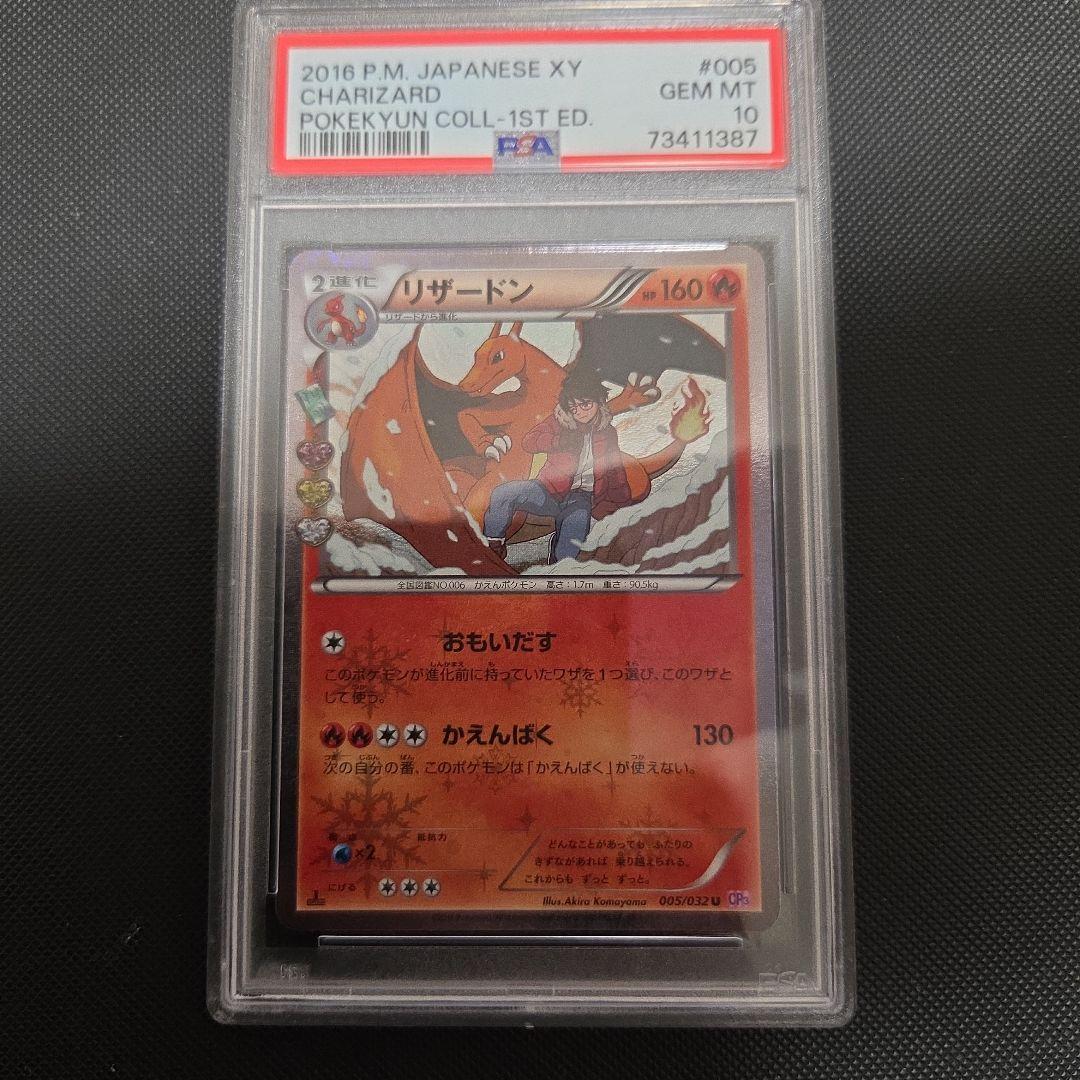 2016 P.M. JAPANESE XY #005
CHARIZARD GEM MT
POKEKYUN COLL-1ST ED. 10
PSA 73411387
2進化 リザードン HP 160
リザードから進化
全国図鑑NO.006 かえんポケモン 高さ:1.7m 重さ:90.5kg
おもいだす
このポケモンが進化前に持っていたワザを1つ選び、このワザと
して使う。
かえんばく 130
次の自分の番、このポケモンは「かえんばく」が使えない。
抵抗力
×2
どんなことがあっても ふたりの
きずながあれば 乗り越えられる。
これからも ずっと ずっと。
にげる
Illus.Akira Komayama 005/032 U CP3
PSA